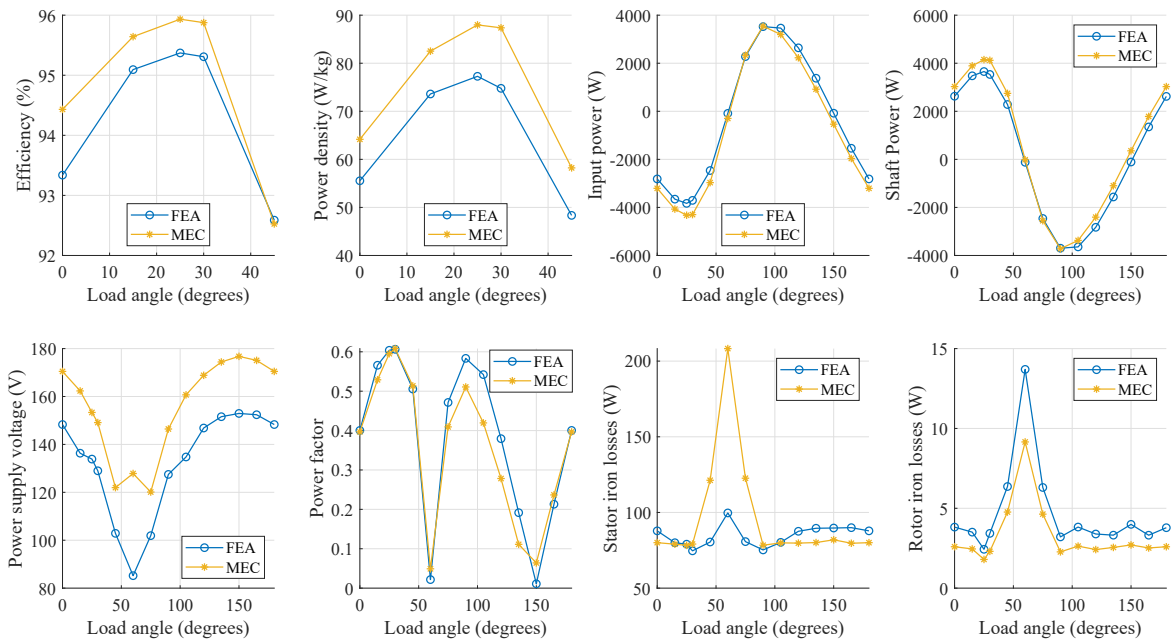 Efficiency (%)
96
95
94
93
92
0
10
20
30
40
Load angle (degrees)
FEA
MEC
Power density (W/kg)
90
80
70
60
50
40
0
10
20
30
40
Load angle (degrees)
FEA
MEC
Input power (W)
4000
2000
0
-2000
-4000
-6000
0
50
100
150
Load angle (degrees)
FEA
MEC
Shaft Power (W)
6000
4000
2000
0
-2000
-4000
0
50
100
150
Load angle (degrees)
FEA
MEC
Power supply voltage (V)
180
160
140
120
100
80
0
50
100
150
Load angle (degrees)
FEA
MEC
Power factor
0.6
0.5
0.4
0.3
0.2
0.1
0
0
50
100
150
Load angle (degrees)
FEA
MEC
Stator iron losses (W)
200
150
100
50
0
50
100
150
Load angle (degrees)
FEA
MEC
Rotor iron losses (W)
15
10
5
0
0
50
100
150
Load angle (degrees)
FEA
MEC